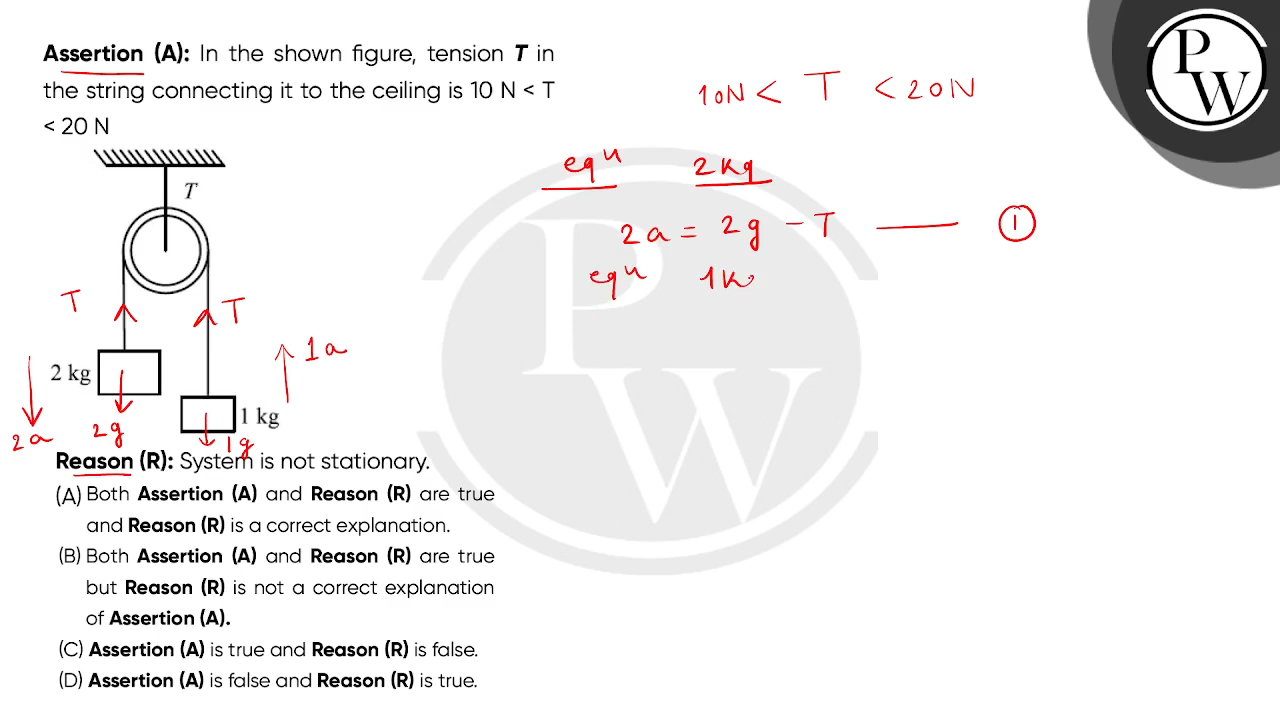 Assertion (A): In the shown figure, tension T in
the string connecting it to the ceiling is 10 N < T
< 20 N
10N < T < 20N
eqⁿ 2kg
2a = 2g - T —— ①
eqⁿ 1k
T
T
T
1a
2 kg
1 kg
2a
2g
1g
Reason (R): System is not stationary.
(A) Both Assertion (A) and Reason (R) are true
and Reason (R) is a correct explanation.
(B) Both Assertion (A) and Reason (R) are true
but Reason (R) is not a correct explanation
of Assertion (A).
(C) Assertion (A) is true and Reason (R) is false.
(D) Assertion (A) is false and Reason (R) is true.
P
W
P
W